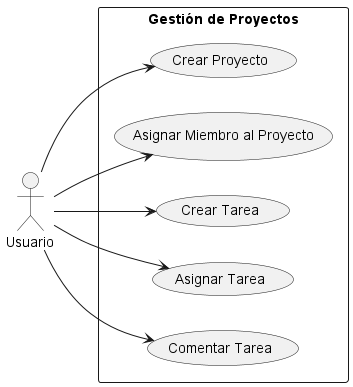 Gestión de Proyectos
Crear Proyecto
Asignar Miembro al Proyecto
Crear Tarea
Usuario
Asignar Tarea
Comentar Tarea